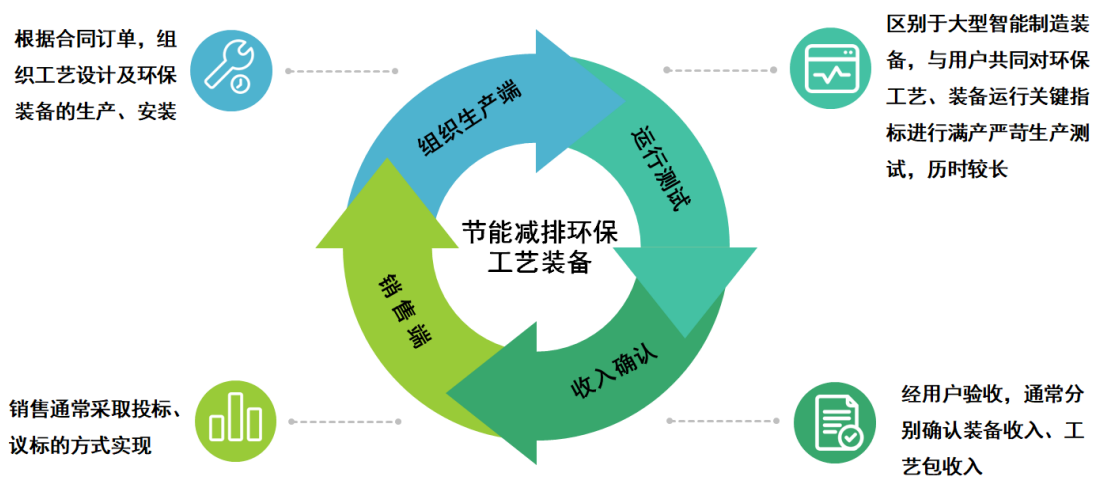 根据合同订单，组
织工艺设计及环保
装备的生产、安装
区别于大型智能制造装
备，与用户共同对环保
工艺、装备运行关键指
标进行满产严苛生产测
试，历时较长
组织生产端
运行测试
节能减排环保
工艺装备
销售端
收入确认
销售通常采取投标、
议标的方式实现
经用户验收，通常分
别确认装备收入、工
艺包收入